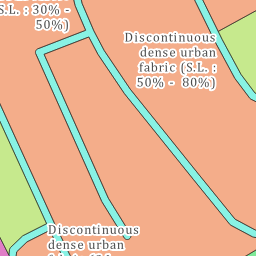 S.L. : 30% -
50%)
Discontinuous
dense urban
fabric (S.L. :
50% - 80%)
Discontinuous
dense urban